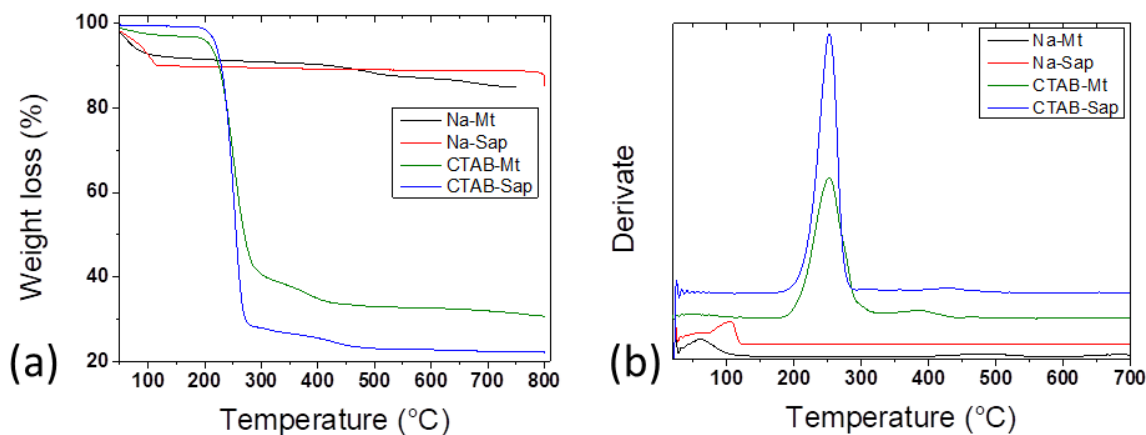 100
80
60
40
20
Weight loss (%)
Na-Mt
Na-Sap
CTAB-Mt
CTAB-Sap
100 200 300 400 500 600 700 800
Temperature (°C)
(a)
Derivate
Na-Mt
Na-Sap
CTAB-Mt
CTAB-Sap
100 200 300 400 500 600 700
Temperature (°C)
(b)